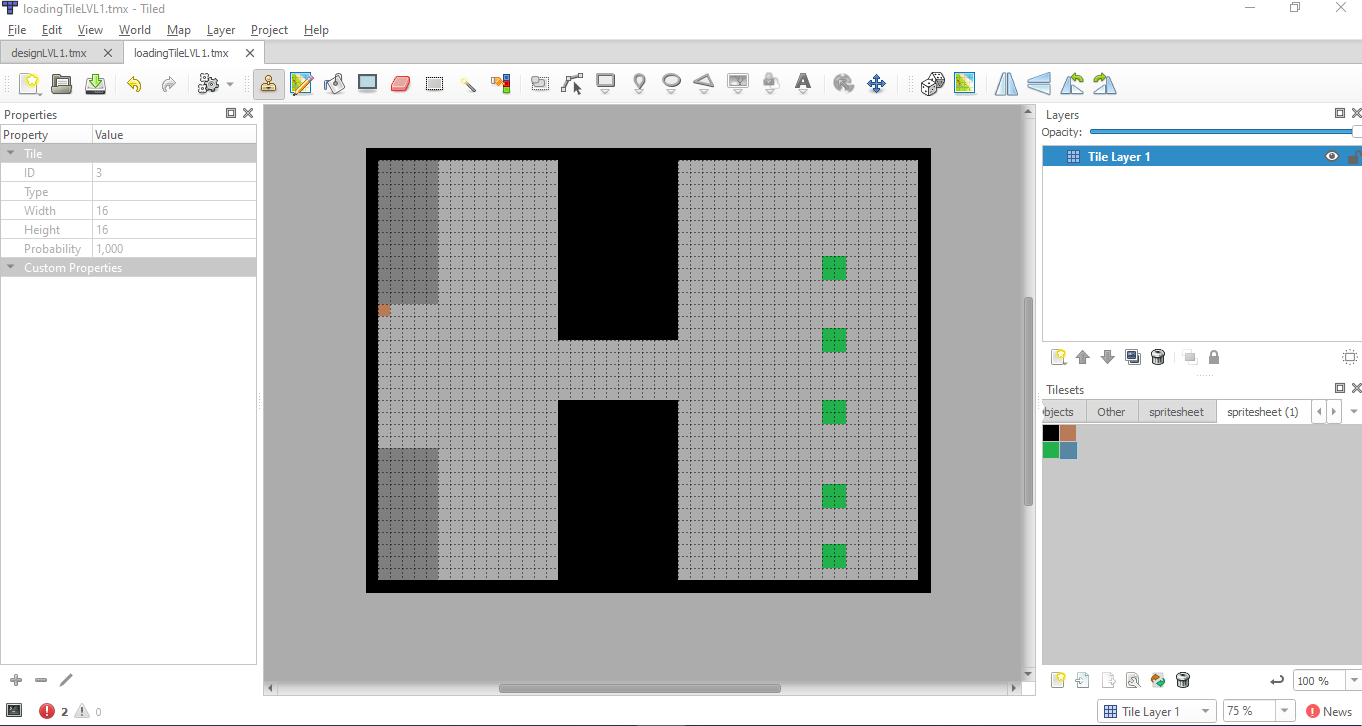 loadingTileLVL1.tmx - Tiled
File Edit View World Map Layer Project Help
designLVL1.tmx loadingTileLVL1.tmx
Properties
Property Value
Tile
ID 3
Type
Width 16
Height 16
Probability 1,000
Custom Properties
Layers
Opacity:
Tile Layer 1
Tilesets
bjects Other spritesheet spritesheet (1)
100 %
2 0
Tile Layer 1 75 % News